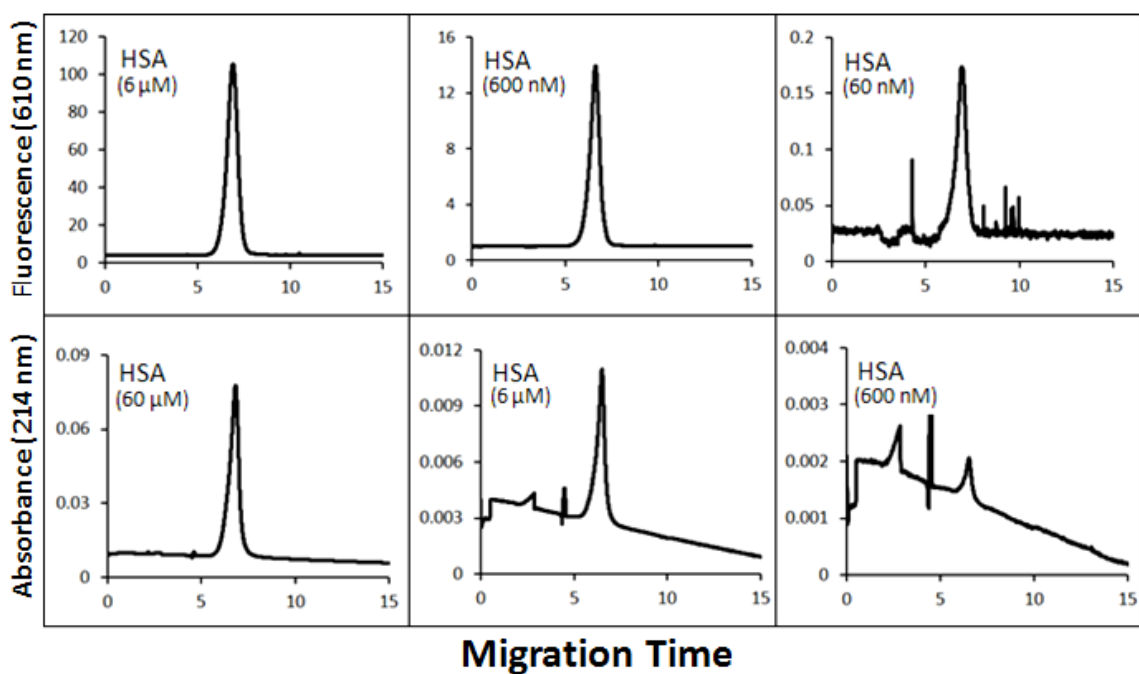 Fluorescence (610 nm)
120
100
80
60
40
20
0
0 5 10 15
HSA
(6 µM)
16
12
8
4
0
0 5 10 15
HSA
(600 nM)
0.2
0.15
0.1
0.05
0
0 5 10 15
HSA
(60 nM)
Absorbance (214 nm)
0.09
0.06
0.03
0
0 5 10 15
HSA
(60 µM)
0.012
0.009
0.006
0.003
0
0 5 10 15
HSA
(6 µM)
0.004
0.003
0.002
0.001
0
0 5 10 15
HSA
(600 nM)
Migration Time